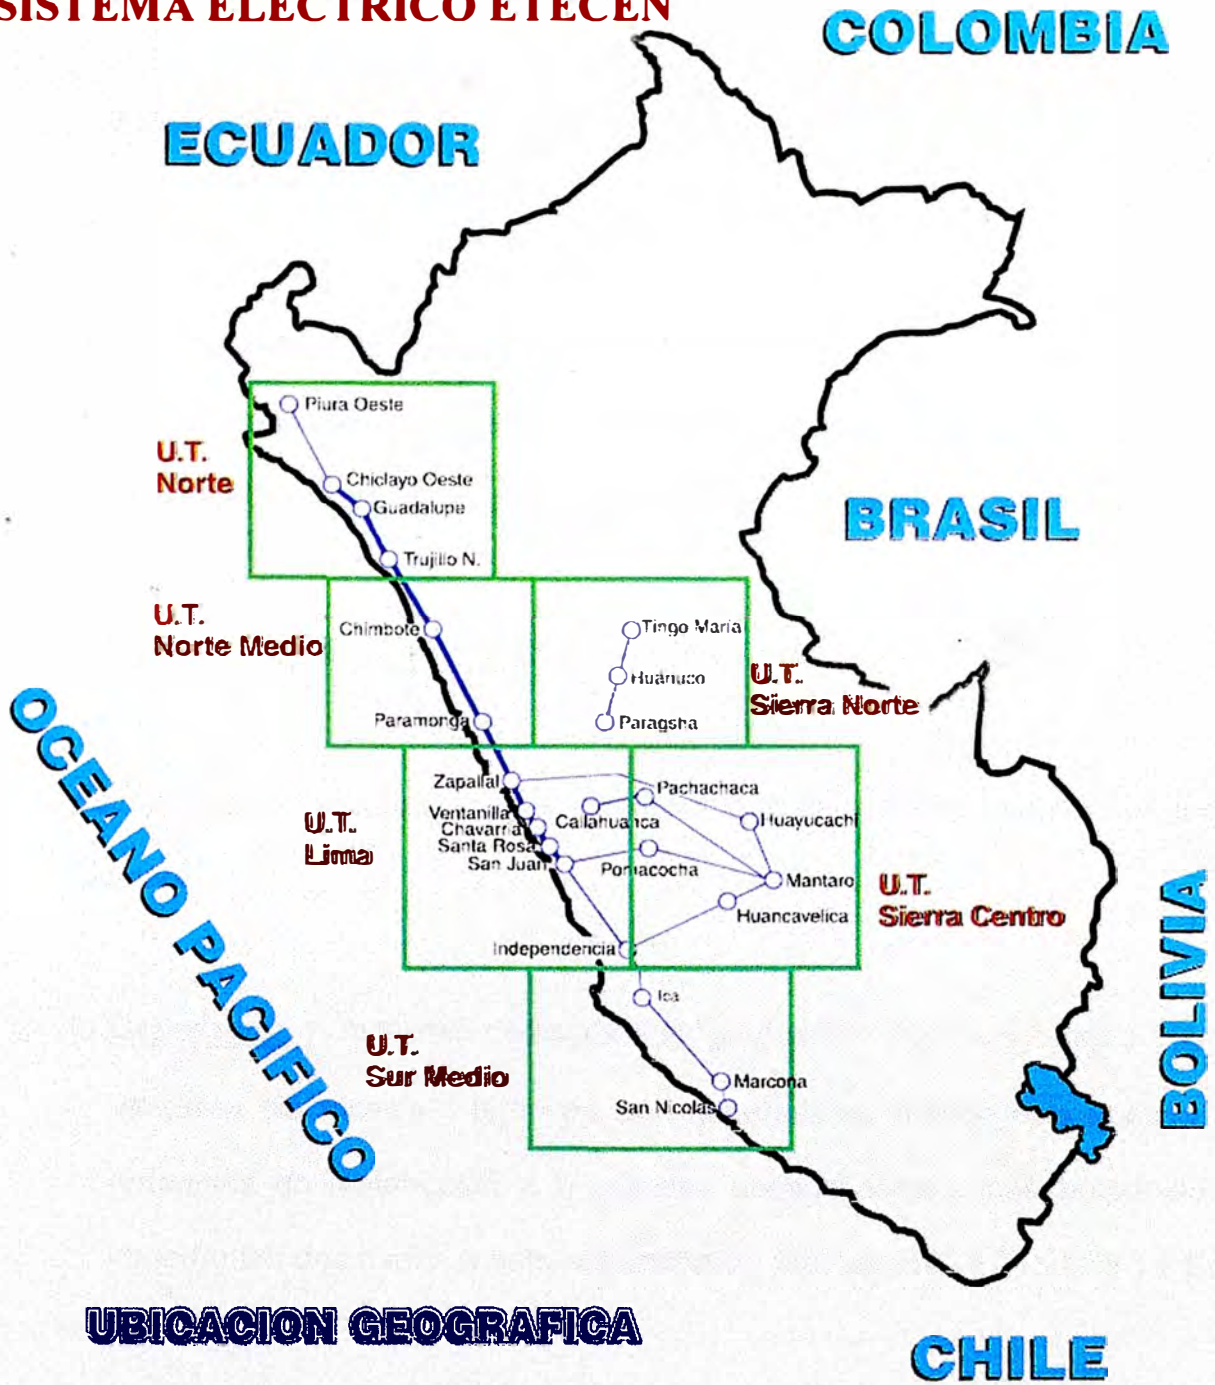 SISTEMA ELECTRICO ETECEN
COLOMBIA
ECUADOR
Piura Oeste
U.T.
Norte
Chiclayo Oeste
Guadalupe
Trujillo N.
BRASIL
U.T.
Norte Medio
Chimbote
Paramonga
Tingo María
Huánuco
Paragsha
U.T.
Sierra Norte
OCEANO PACIFICO
U.T.
Lima
Zapallal
Ventanilla
Chavarria
Santa Rosa
San Juan
Callahuanca
Pachachaca
Huayucachi
Pomacocha
Mantaro
Huancavelica
Independencia
U.T.
Sierra Centro
BOLIVIA
U.T.
Sur Medio
Ica
Marcona
San Nicolas
UBICACION GEOGRAFICA
CHILE